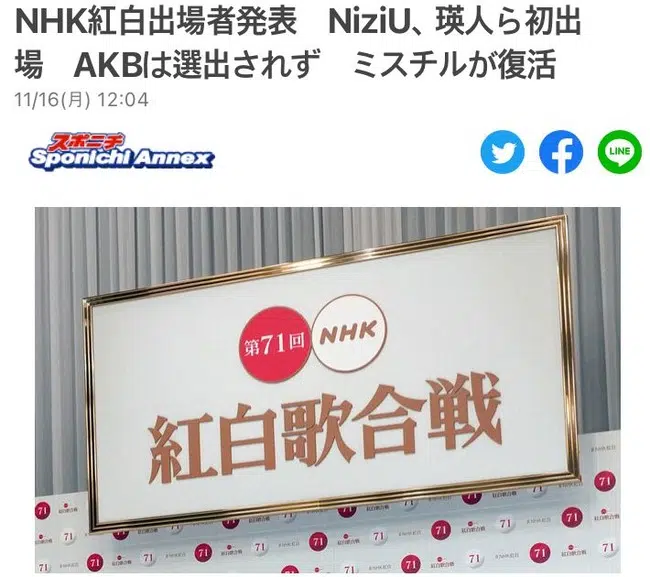 NHK紅白出場者発表　NiziU、瑛人ら初出
場　AKBは選出されず　ミスチルが復活
11/16(月) 12:04
スポニチ
Sponichi Annex
LINE
第71回
NHK
紅白歌合戦
71